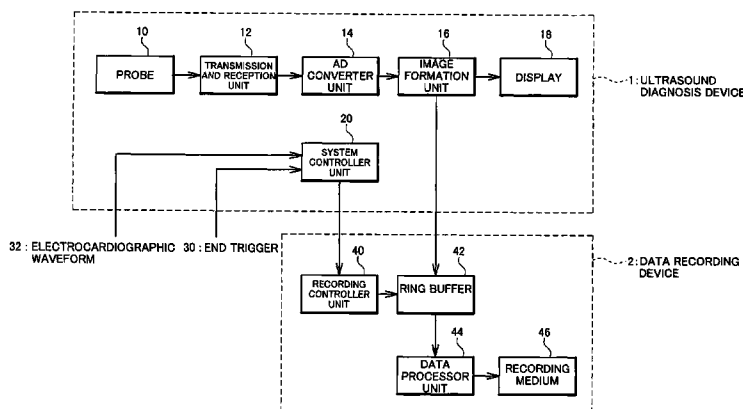 10
12
14
16
18
PROBE
TRANSMISSION
AND RECEPTION
UNIT
AD
CONVERTER
UNIT
IMAGE
FORMATION
UNIT
DISPLAY
1:ULTRASOUND
DIAGNOSIS DEVICE
20
SYSTEM
CONTROLLER
UNIT
32:ELECTROCARDIOGRAPHIC
WAVEFORM
30:END TRIGGER
40
RECORDING
CONTROLLER
UNIT
42
RING BUFFER
2:DATA RECORDING
DEVICE
44
DATA
PROCESSOR
UNIT
46
RECORDING
MEDIUM